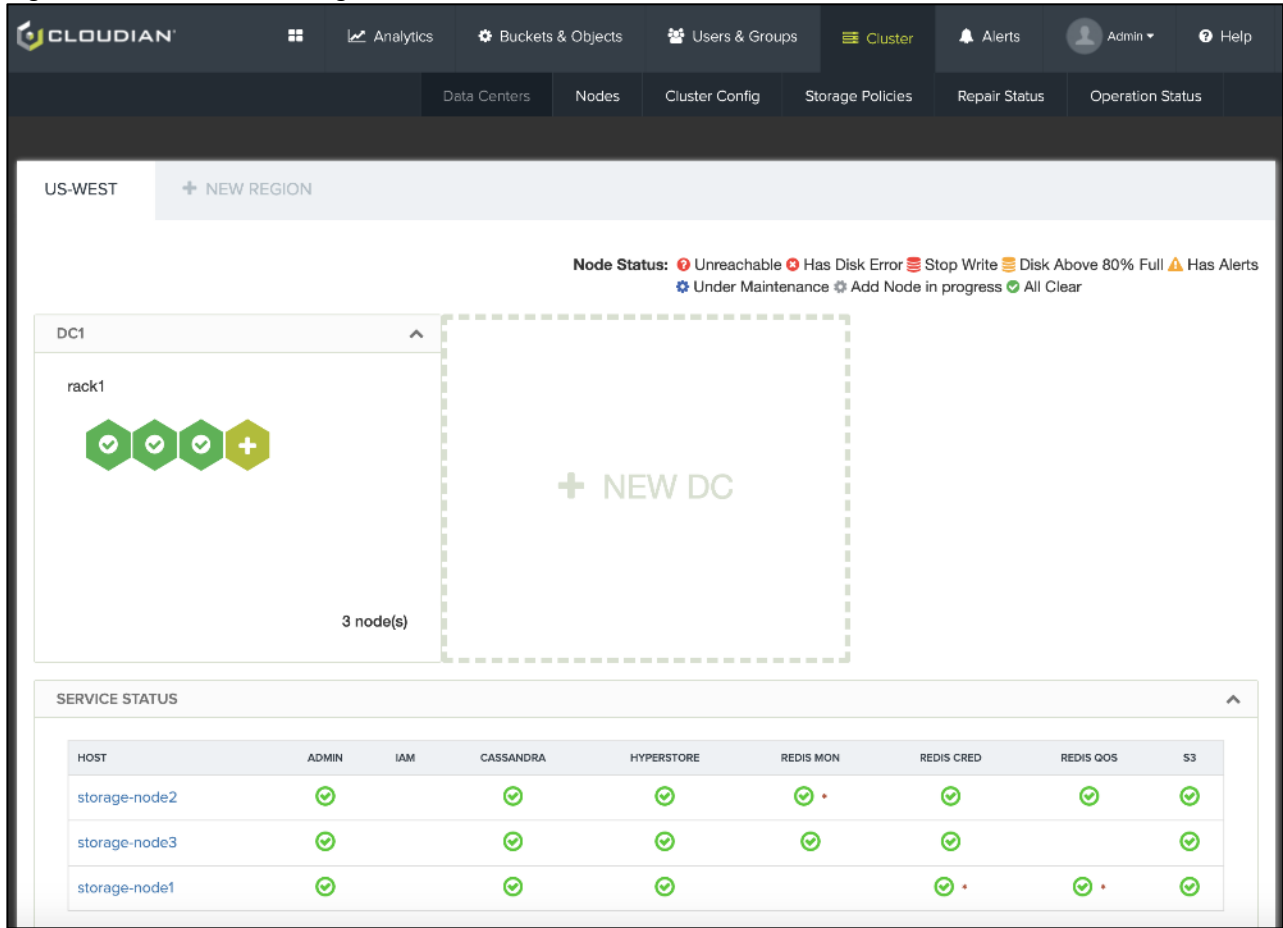 CLOUDIAN
Analytics Buckets & Objects Users & Groups Cluster Alerts Admin Help
Data Centers Nodes Cluster Config Storage Policies Repair Status Operation Status
US-WEST + NEW REGION
Node Status: Unreachable Has Disk Error Stop Write Disk Above 80% Full Has Alerts
Under Maintenance Add Node in progress All Clear
DC1
rack1
+ NEW DC
3 node(s)
SERVICE STATUS
HOST ADMIN IAM CASSANDRA HYPERSTORE REDIS MON REDIS CRED REDIS QOS S3
storage-node2
storage-node3
storage-node1